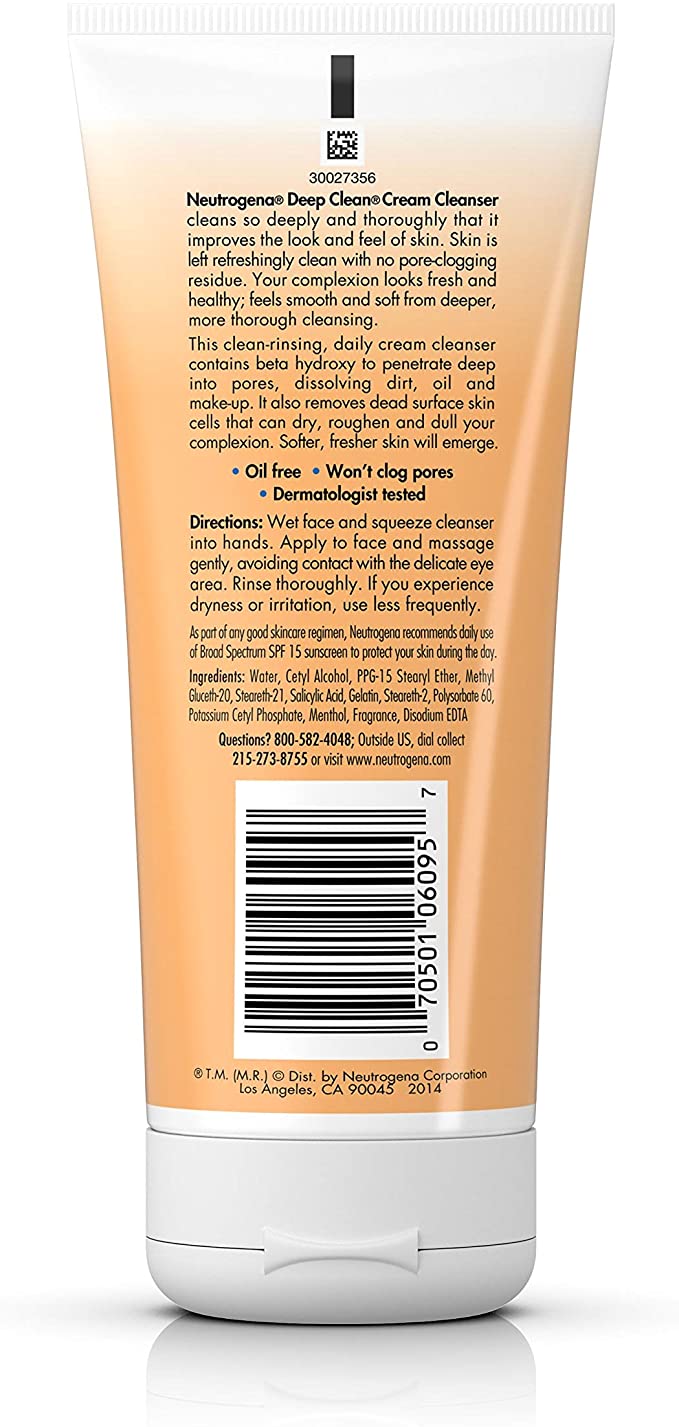 30027356
Neutrogena® Deep Clean® Cream Cleanser
cleans so deeply and thoroughly that it
improves the look and feel of skin. Skin is
left refreshingly clean with no pore-clogging
residue. Your complexion looks fresh and
healthy; feels smooth and soft from deeper,
more thorough cleansing.
This clean-rinsing, daily cream cleanser
contains beta hydroxy to penetrate deep
into pores, dissolving dirt, oil and
make-up. It also removes dead surface skin
cells that can dry, roughen and dull your
complexion. Softer, fresher skin will emerge.
• Oil free • Won't clog pores
• Dermatologist tested
Directions: Wet face and squeeze cleanser
into hands. Apply to face and massage
gently, avoiding contact with the delicate eye
area. Rinse thoroughly. If you experience
dryness or irritation, use less frequently.
As part of any good skincare regimen, Neutrogena recommends daily use
of Broad Spectrum SPF 15 sunscreen to protect your skin during the day.
Ingredients: Water, Cetyl Alcohol, PPG-15 Stearyl Ether, Methyl
Gluceth-20, Steareth-21, Salicylic Acid, Gelatin, Steareth-2, Polysorbate 60,
Potassium Cetyl Phosphate, Menthol, Fragrance, Disodium EDTA
Questions? 800-582-4048; Outside US, dial collect
215-273-8755 or visit www.neutrogena.com
0 70501 06095 7
® T.M. (M.R.) © Dist. by Neutrogena Corporation
Los Angeles, CA 90045 2014